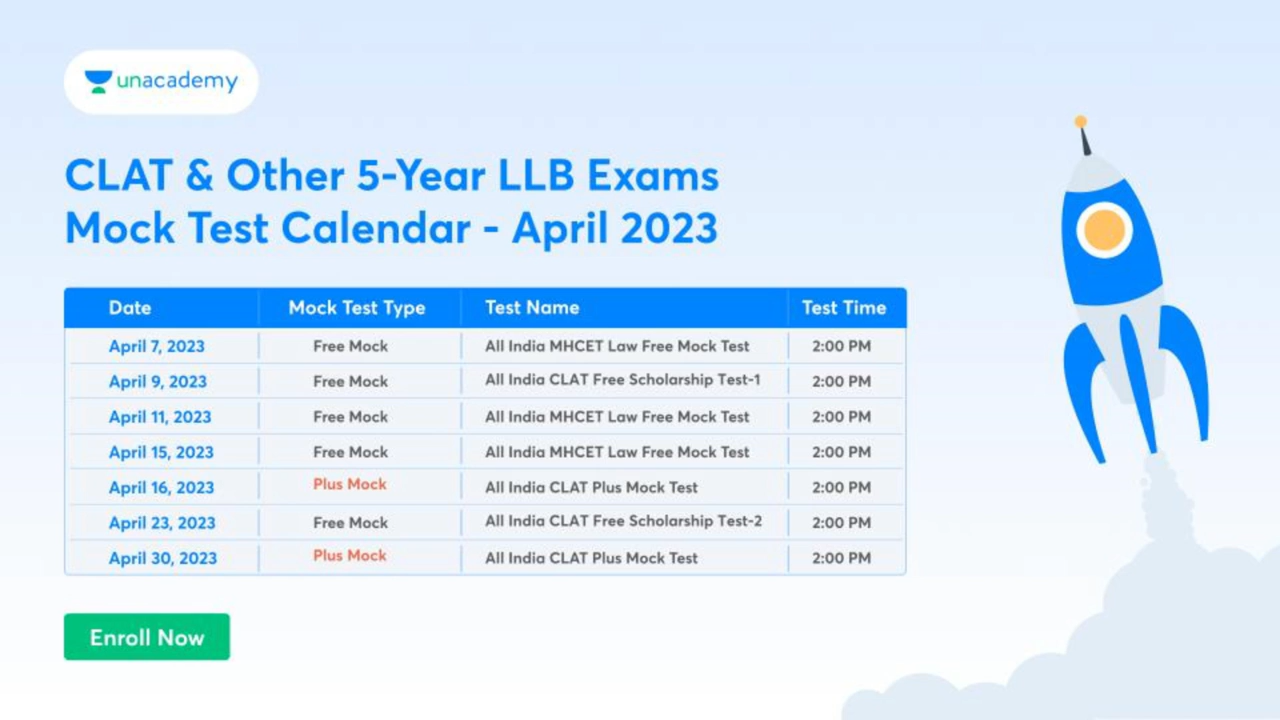 unacademy
CLAT & Other 5-Year LLB Exams
Mock Test Calendar - April 2023
Date Mock Test Type Test Name Test Time
April 7, 2023 Free Mock All India MHCET Law Free Mock Test 2:00 PM
April 9, 2023 Free Mock All India CLAT Free Scholarship Test-1 2:00 PM
April 11, 2023 Free Mock All India MHCET Law Free Mock Test 2:00 PM
April 15, 2023 Free Mock All India MHCET Law Free Mock Test 2:00 PM
April 16, 2023 Plus Mock All India CLAT Plus Mock Test 2:00 PM
April 23, 2023 Free Mock All India CLAT Free Scholarship Test-2 2:00 PM
April 30, 2023 Plus Mock All India CLAT Plus Mock Test 2:00 PM
Enroll Now